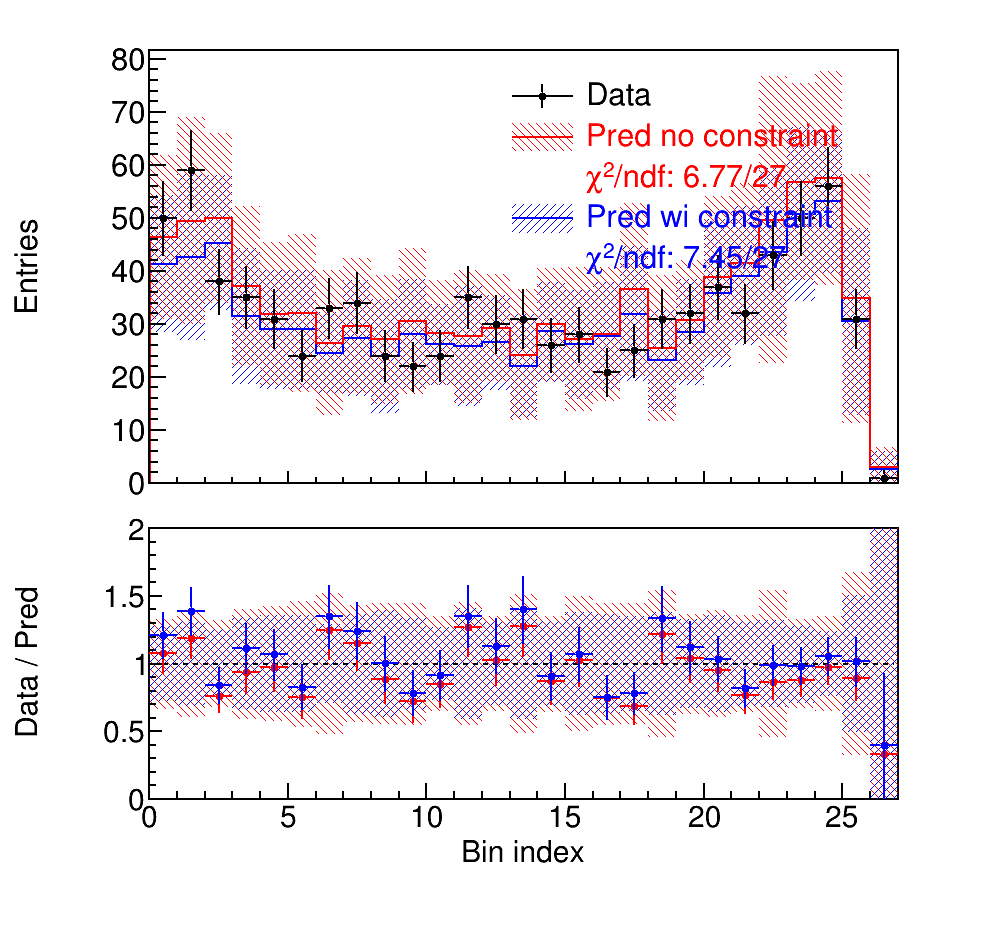 80
70
60
50
40
30
20
10
0
Entries
Data
Pred no constraint
χ²/ndf: 6.77/27
Pred wi constraint
χ²/ndf: 7.45/27
2
1.5
1
0.5
0
Data / Pred
0 5 10 15 20 25
Bin index